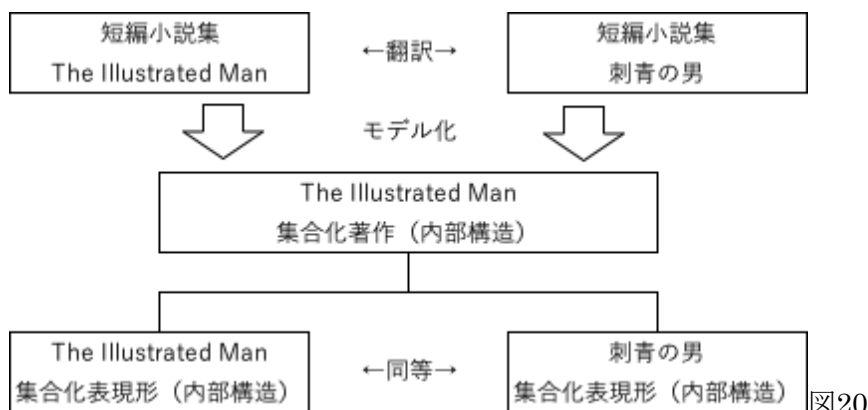 短編小説集
The Illustrated Man
←翻訳→
短編小説集
刺青の男
モデル化
The Illustrated Man
集合化著作（内部構造）
The Illustrated Man
集合化表現形（内部構造）
←同等→
刺青の男
集合化表現形（内部構造）
図20